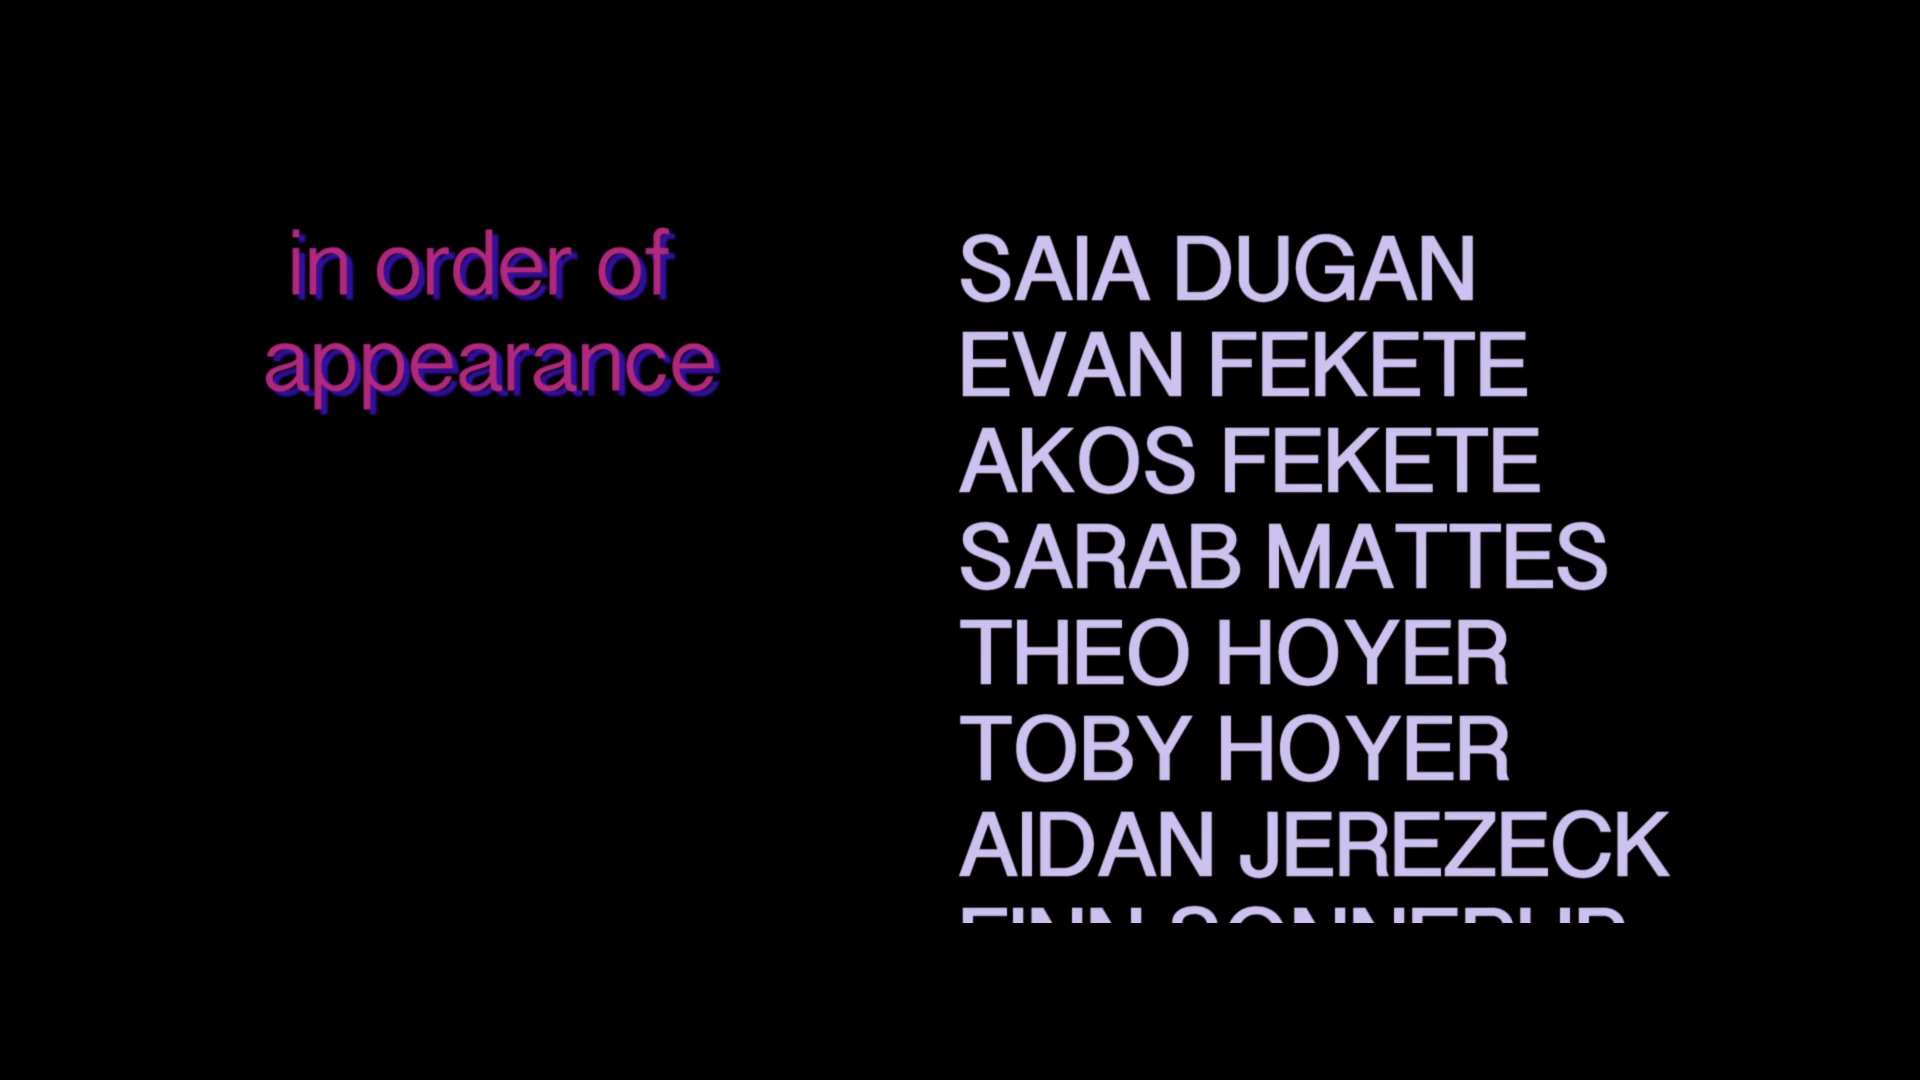 in order of
appearance
SAIA DUGAN
EVAN FEKETE
AKOS FEKETE
SARAB MATTES
THEO HOYER
TOBY HOYER
AIDAN JEREZECK